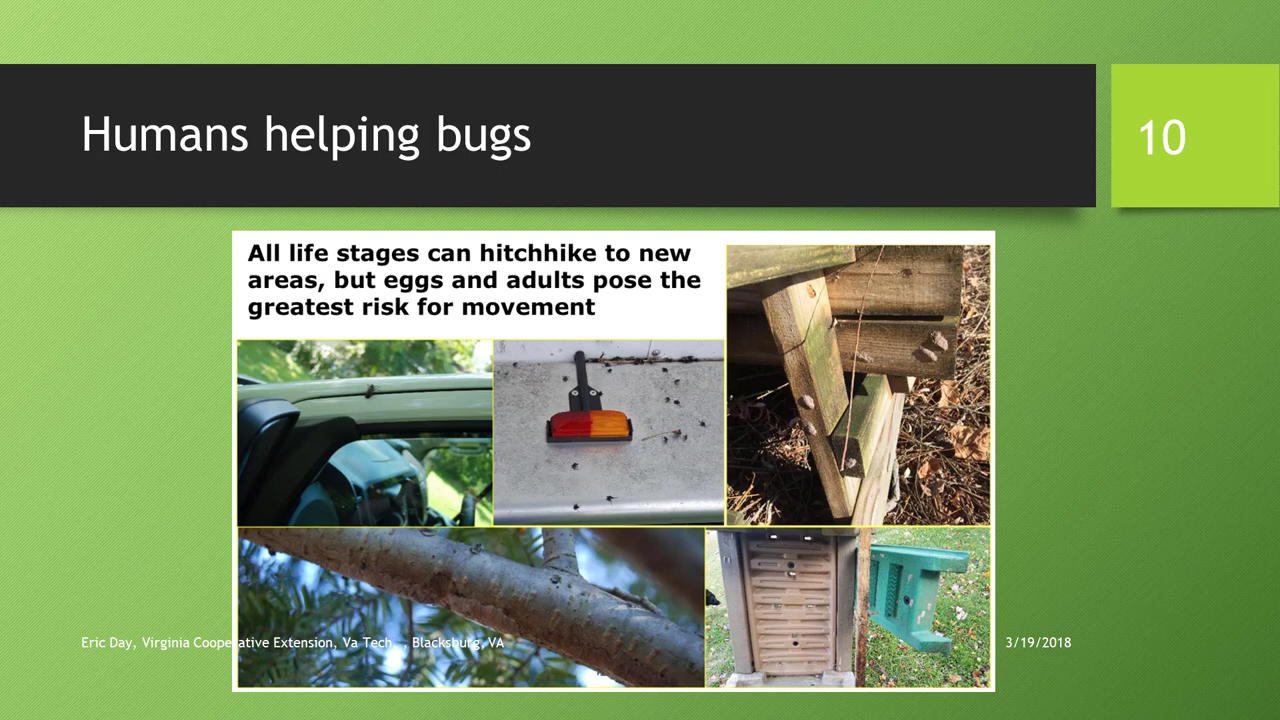 Humans helping bugs
10
All life stages can hitchhike to new
areas, but eggs and adults pose the
greatest risk for movement
Eric Day, Virginia Cooperative Extension, Va Tech, , Blacksburg, VA
3/19/2018